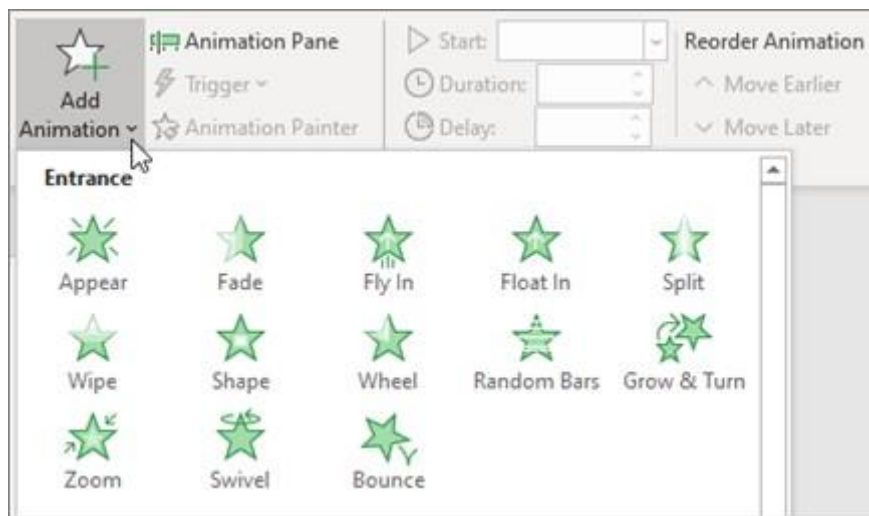 Add
Animation
Animation Pane
Trigger
Animation Painter
Start:
Duration:
Delay:
Reorder Animation
Move Earlier
Move Later
Entrance
Appear
Fade
Fly In
Float In
Split
Wipe
Shape
Wheel
Random Bars
Grow & Turn
Zoom
Swivel
Bounce